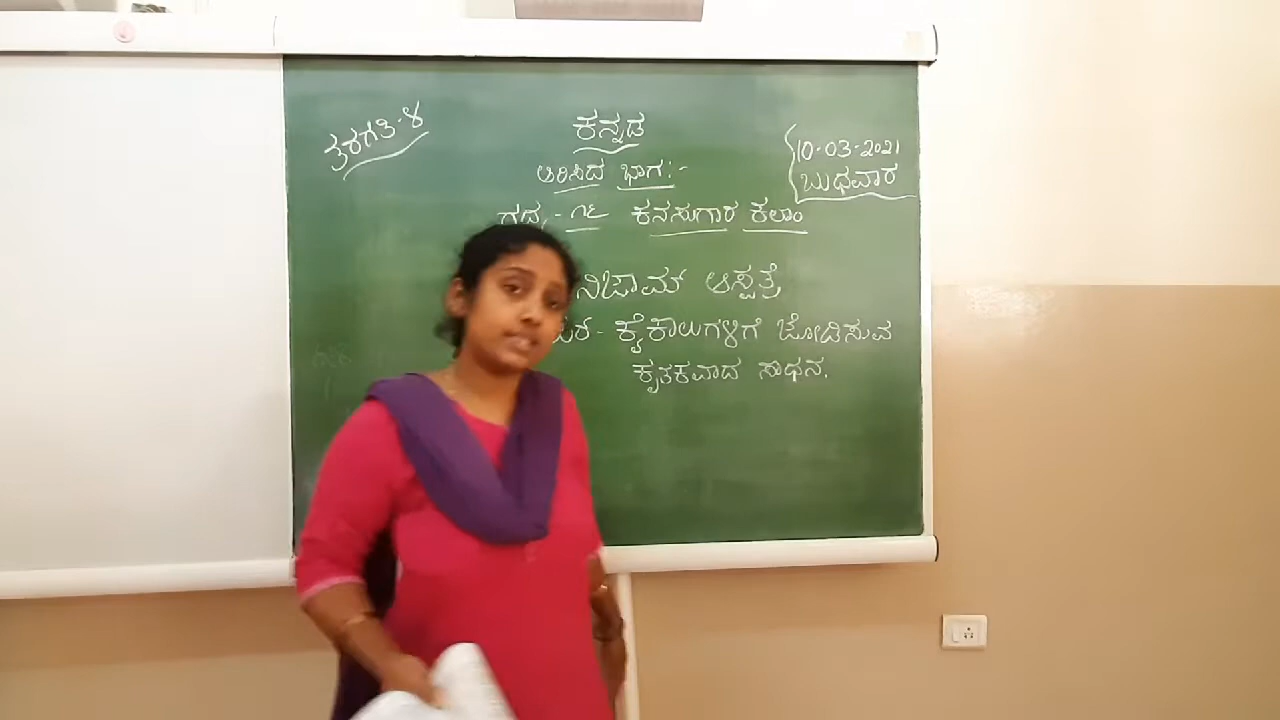 ತರಗತಿ-೪
ಕನ್ನಡ
10-03-2021
ಬುಧವಾರ
ಆರಿಸಿದ ಭಾಗ:-
ಗದ್ಯ - ೧೬ ಕನಸುಗಾರ ಕಲಾಂ
ನಿಜಾಮ್ ಆಸ್ಪತ್ರೆ
ಕೈಕಾಲುಗಳಿಗೆ ಜೋಡಿಸುವ
ಕೃತಕವಾದ ಸಾಧನ.